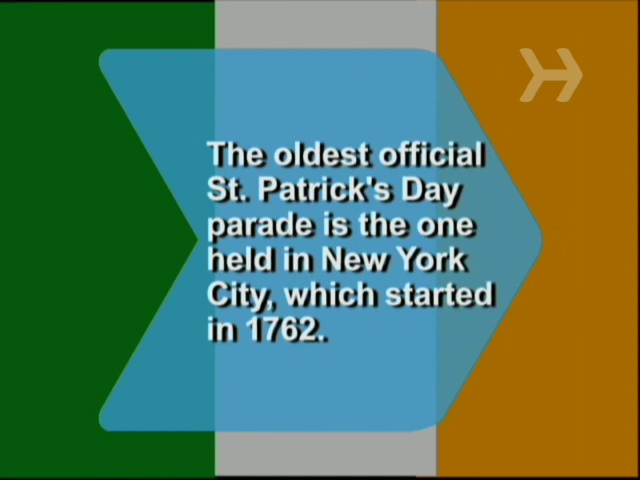 The oldest official
St. Patrick's Day
parade is the one
held in New York
City, which started
in 1762.